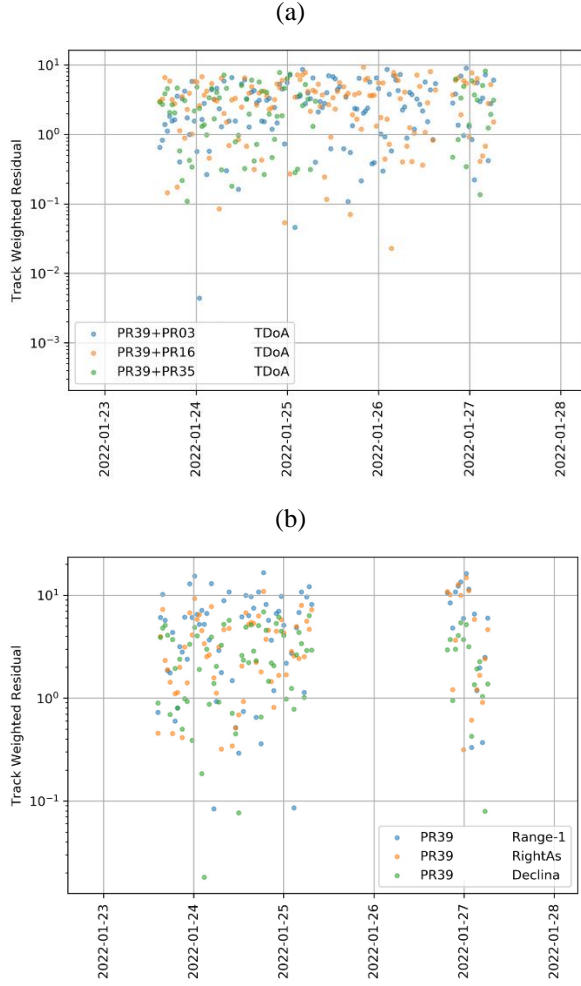 (a)
Track Weighted Residual
10¹
10⁰
10⁻¹
10⁻²
10⁻³
PR39+PR03 TDoA
PR39+PR16 TDoA
PR39+PR35 TDoA
2022-01-23
2022-01-24
2022-01-25
2022-01-26
2022-01-27
2022-01-28
(b)
Track Weighted Residual
10¹
10⁰
10⁻¹
PR39 Range-1
PR39 RightAs
PR39 Declina
2022-01-23
2022-01-24
2022-01-25
2022-01-26
2022-01-27
2022-01-28